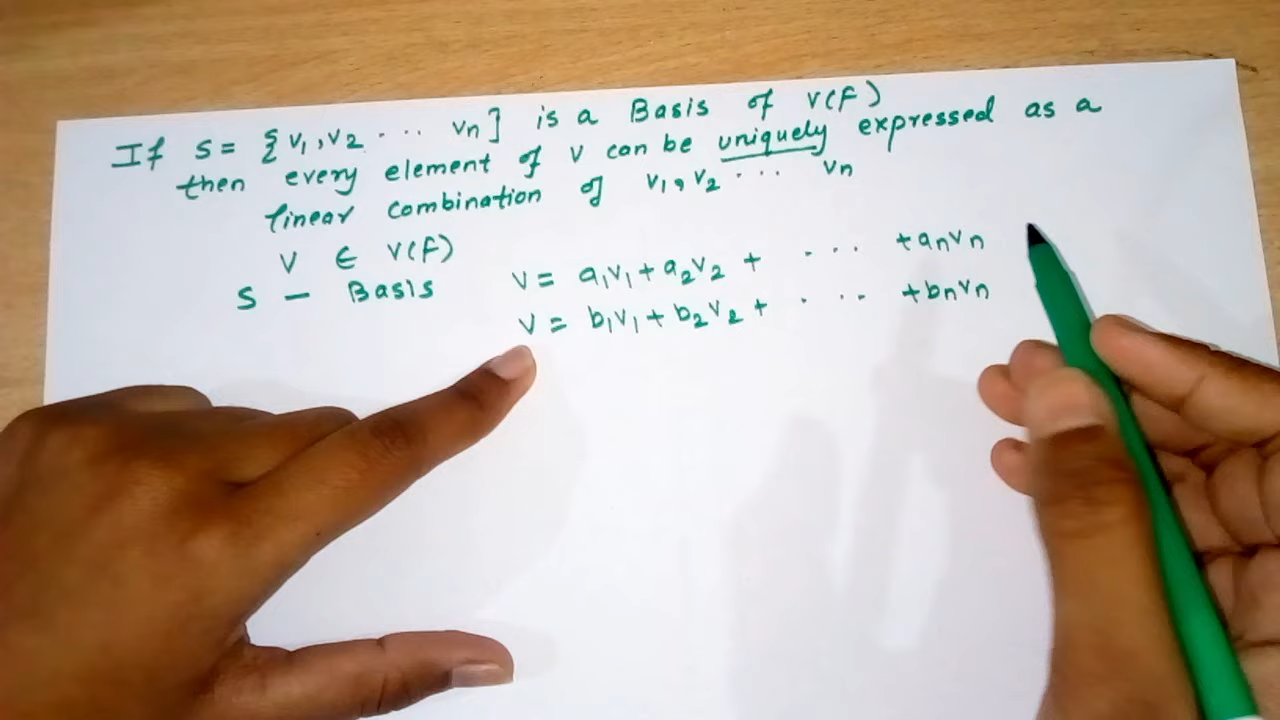 If S = {v1, v2 ... vn} is a Basis of V(F)
then every element of V can be uniquely expressed as a
linear combination of v1, v2 ... vn
V ∈ V(F)
S - Basis
V = a1v1 + a2v2 + ... + anvn
V = b1v1 + b2v2 + ... + bnvn